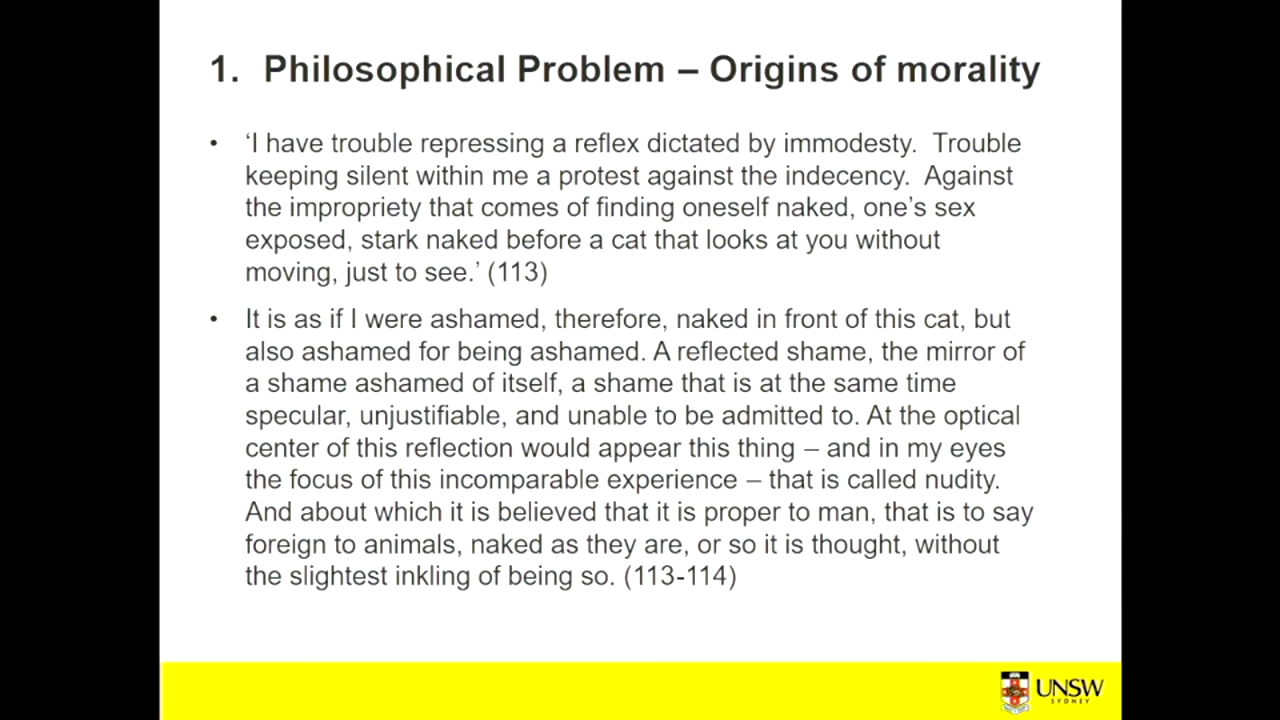 1. Philosophical Problem – Origins of morality
• ‘I have trouble repressing a reflex dictated by immodesty. Trouble
keeping silent within me a protest against the indecency. Against
the impropriety that comes of finding oneself naked, one’s sex
exposed, stark naked before a cat that looks at you without
moving, just to see.’ (113)
• It is as if I were ashamed, therefore, naked in front of this cat, but
also ashamed for being ashamed. A reflected shame, the mirror of
a shame ashamed of itself, a shame that is at the same time
specular, unjustifiable, and unable to be admitted to. At the optical
center of this reflection would appear this thing – and in my eyes
the focus of this incomparable experience – that is called nudity.
And about which it is believed that it is proper to man, that is to say
foreign to animals, naked as they are, or so it is thought, without
the slightest inkling of being so. (113-114)
UNSW
SYDNEY